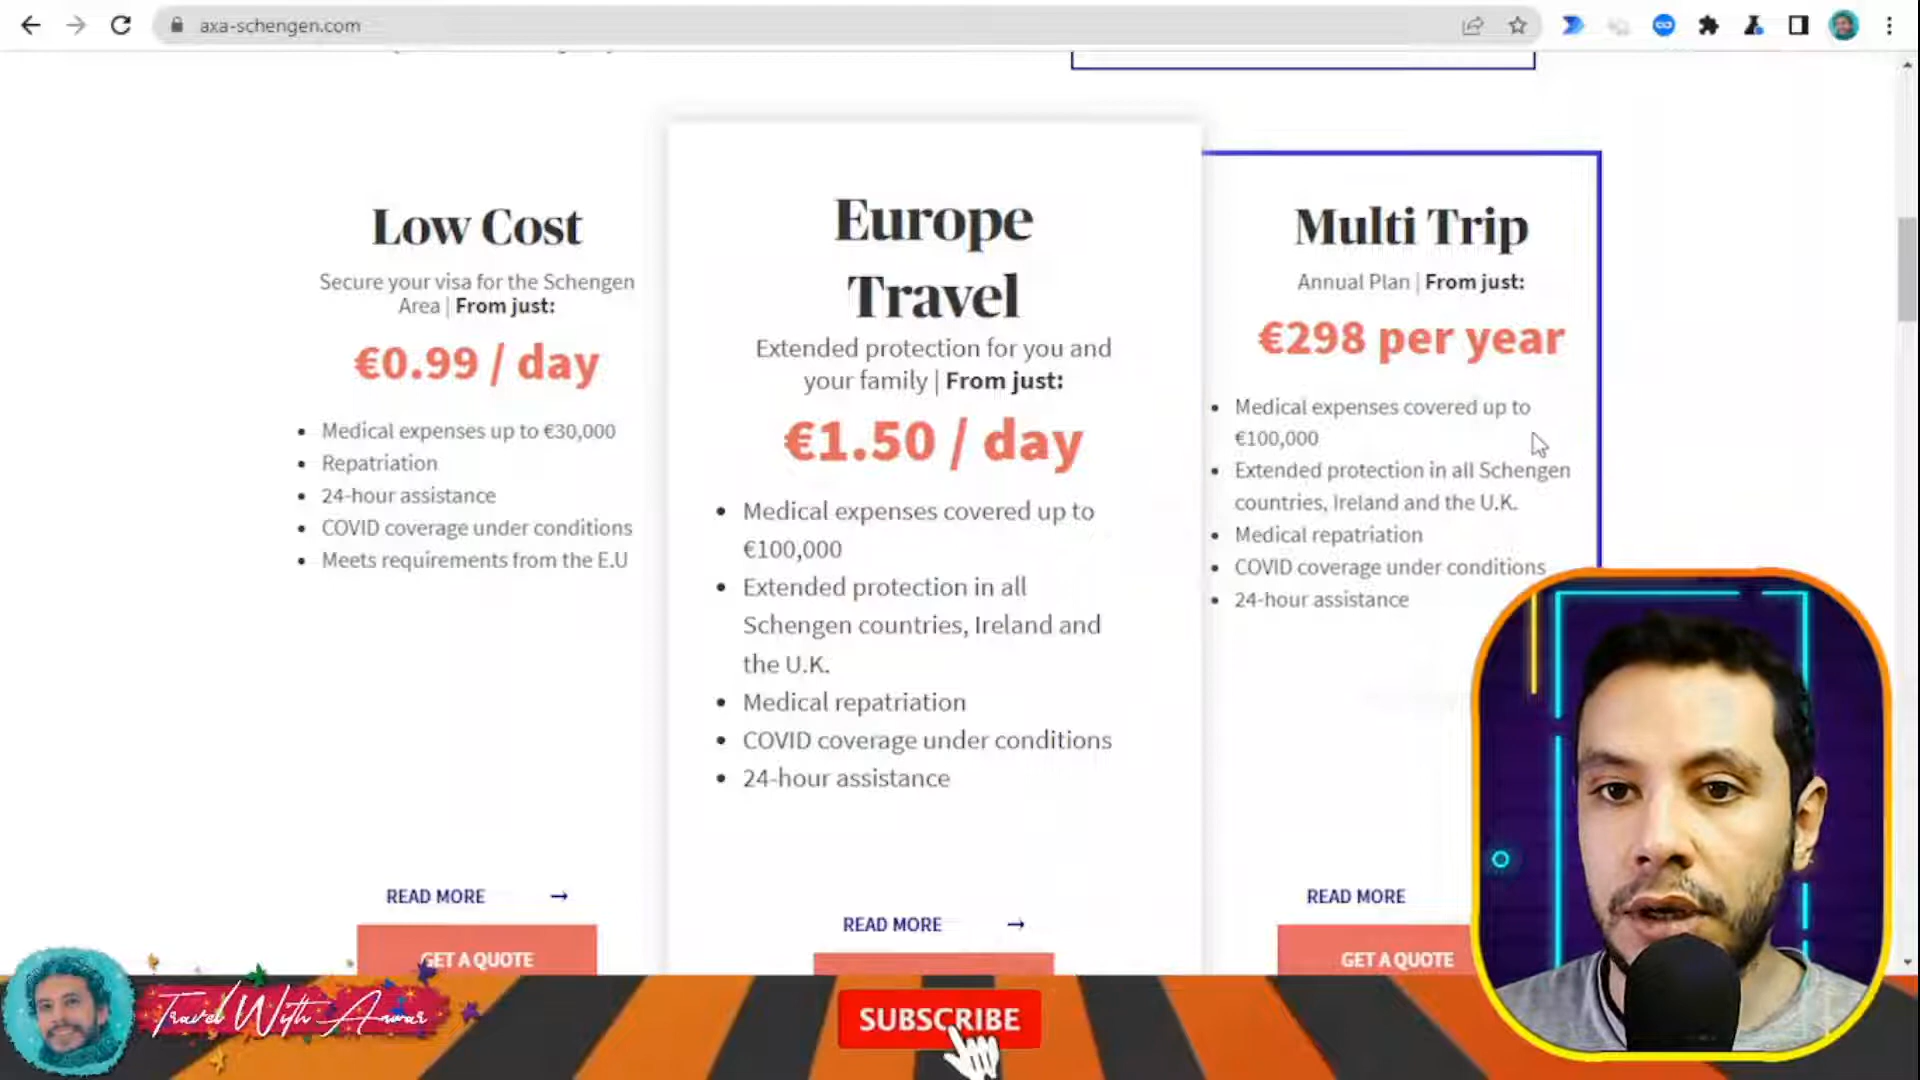 axa-schengen.com
Low Cost
Secure your visa for the Schengen
Area | From just:
€0.99 / day
• Medical expenses up to €30,000
• Repatriation
• 24-hour assistance
• COVID coverage under conditions
• Meets requirements from the E.U
READ MORE →
GET A QUOTE
Europe
Travel
Extended protection for you and
your family | From just:
€1.50 / day
• Medical expenses covered up to
€100,000
• Extended protection in all
Schengen countries, Ireland and
the U.K.
• Medical repatriation
• COVID coverage under conditions
• 24-hour assistance
READ MORE →
Multi Trip
Annual Plan | From just:
€298 per year
• Medical expenses covered up to
€100,000
• Extended protection in all Schengen
countries, Ireland and the U.K.
• Medical repatriation
• COVID coverage under conditions
• 24-hour assistance
READ MORE
GET A QUOTE
Travel With Anwar
SUBSCRIBE